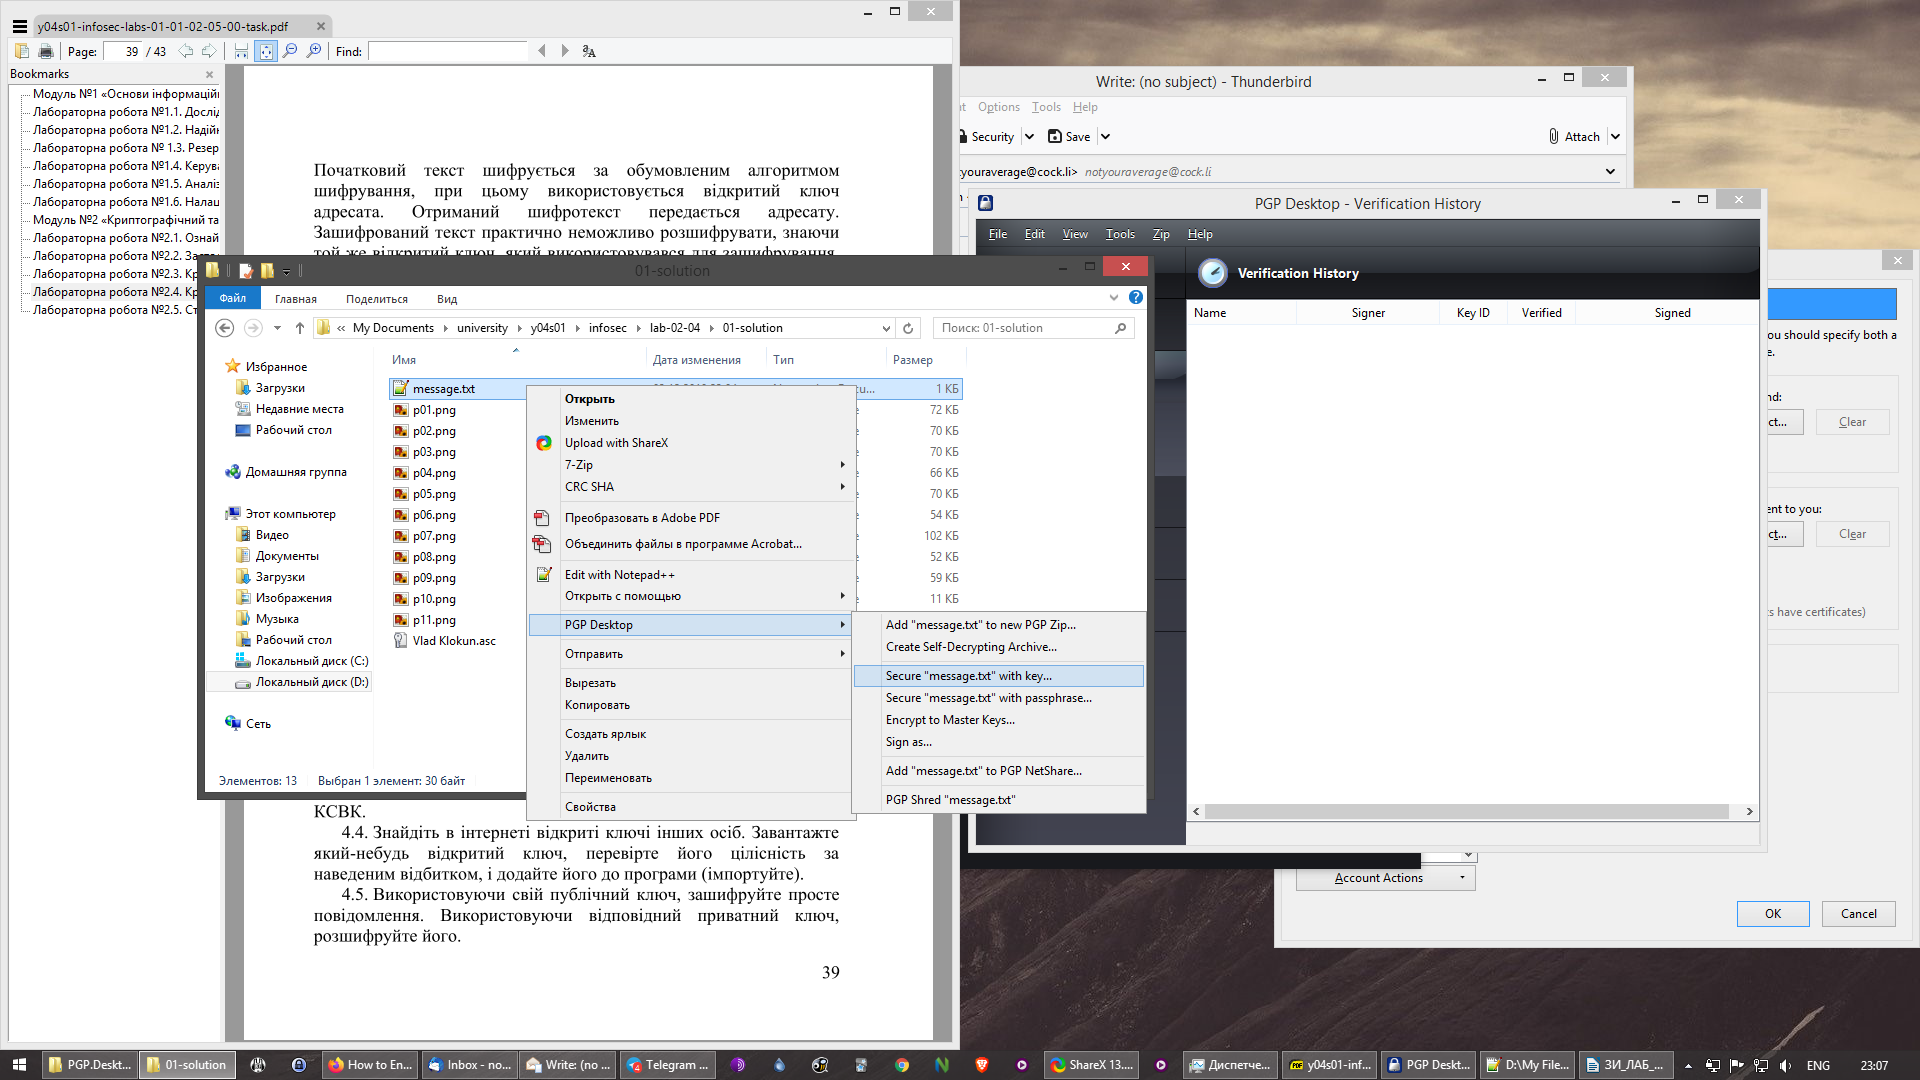 y04s01-infosec-labs-01-01-02-05-00-task.pdf
Page: 39 / 43
Find:
Bookmarks
Модуль №1 «Основи інформацій
Лабораторна робота №1.1. Дослід
Лабораторна робота №1.2. Надій
Лабораторна робота № 1.3. Резер
Лабораторна робота №1.4. Керув
Лабораторна робота №1.5. Аналіз
Лабораторна робота №1.6. Налаш
Модуль №2 «Криптографічний та
Лабораторна робота №2.1. Ознай
Лабораторна робота №2.2. Заст
Лабораторна робота №2.3. Кр
Лабораторна робота №2.4. Кр
Лабораторна робота №2.5. Ст
Початковий текст шифрується за обумовленим алгоритмом
шифрування, при цьому використовується відкритий ключ
адресата. Отриманий шифротекст передається адресату.
Зашифрований текст практично неможливо розшифрувати, знаючи
той же відкритий ключ, який використовувався для зашифрування.
КСВК.
4.4. Знайдіть в інтернеті відкриті ключі інших осіб. Завантажте
який-небудь відкритий ключ, перевірте його цілісність за
наведеним відбитком, і додайте його до програми (імпортуйте).
4.5. Використовуючи свій публічний ключ, зашифруйте просте
повідомлення. Використовуючи відповідний приватний ключ,
розшифруйте його.
39
01-solution
Файл
Главная
Поделиться
Вид
« My Documents
university
y04s01
infosec
lab-02-04
01-solution
Поиск: 01-solution
Избранное
Загрузки
Недавние места
Рабочий стол
Домашняя группа
Этот компьютер
Видео
Документы
Загрузки
Изображения
Музыка
Рабочий стол
Локальный диск (C:)
Локальный диск (D:)
Сеть
Имя
Дата изменения
Тип
Размер
message.txt 1 КБ
p01.png 72 КБ
p02.png 70 КБ
p03.png 70 КБ
p04.png 66 КБ
p05.png 70 КБ
p06.png 54 КБ
p07.png 102 КБ
p08.png 52 КБ
p09.png 59 КБ
p10.png 11 КБ
p11.png
Vlad Klokun.asc
Элементов: 13
Выбран 1 элемент: 30 байт
Открыть
Изменить
Upload with ShareX
7-Zip
CRC SHA
Преобразовать в Adobe PDF
Объединить файлы в программе Acrobat...
Edit with Notepad++
Открыть с помощью
PGP Desktop
Отправить
Вырезать
Копировать
Создать ярлык
Удалить
Переименовать
Свойства
Add "message.txt" to new PGP Zip...
Create Self-Decrypting Archive...
Secure "message.txt" with key...
Secure "message.txt" with passphrase...
Encrypt to Master Keys...
Sign as...
Add "message.txt" to PGP NetShare...
PGP Shred "message.txt"
Write: (no subject) - Thunderbird
Options
Tools
Help
Security
Save
Attach
youraverage@cock.li> notyouraverage@cock.li
PGP Desktop - Verification History
File
Edit
View
Tools
Zip
Help
Verification History
Name
Signer
Key ID
Verified
Signed
ou should specify both a
e.
nd:
ct...
Clear
ent to you:
ct...
Clear
ts have certificates)
Account Actions
OK
Cancel
PGP.Deskt...
01-solution
How to En...
Inbox - no...
Write: (no ...
Telegram ...
ShareX 13....
Диспетче...
y04s01-inf...
PGP Deskt...
D:\My File...
ЗИ_ЛАБ_...
ENG
23:07